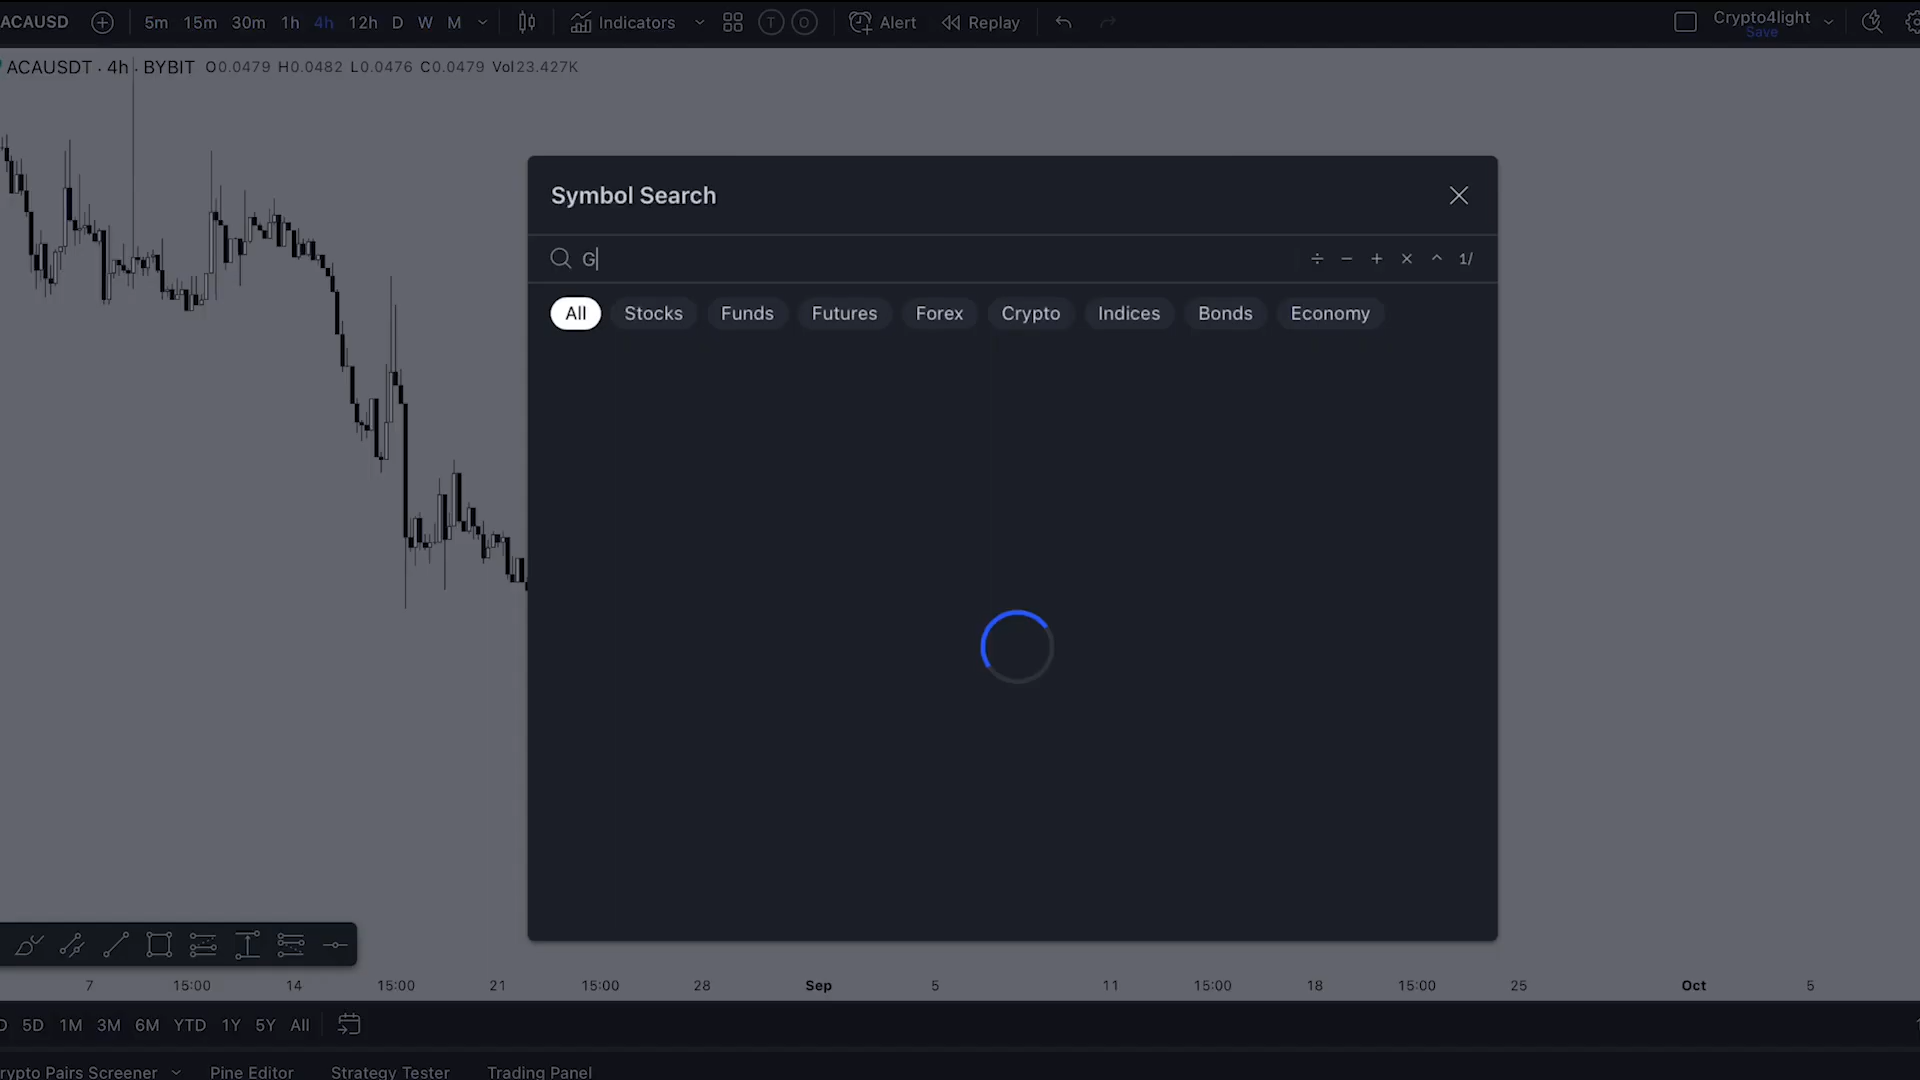 ACAUSD 5m 15m 30m 1h 4h 12h D W M Indicators T O Alert Replay Crypto4light
Save
ACAUSDT · 4h · BYBIT O0.0479 H0.0482 L0.0476 C0.0479 Vol23.427K
Symbol Search
G ÷ − + × ^ 1/
All Stocks Funds Futures Forex Crypto Indices Bonds Economy
7 15:00 14 15:00 21 15:00 28 Sep 5 11 15:00 18 15:00 25 Oct 5
D 5D 1M 3M 6M YTD 1Y 5Y All
rypto Pairs Screener Pine Editor Strategy Tester Trading Panel